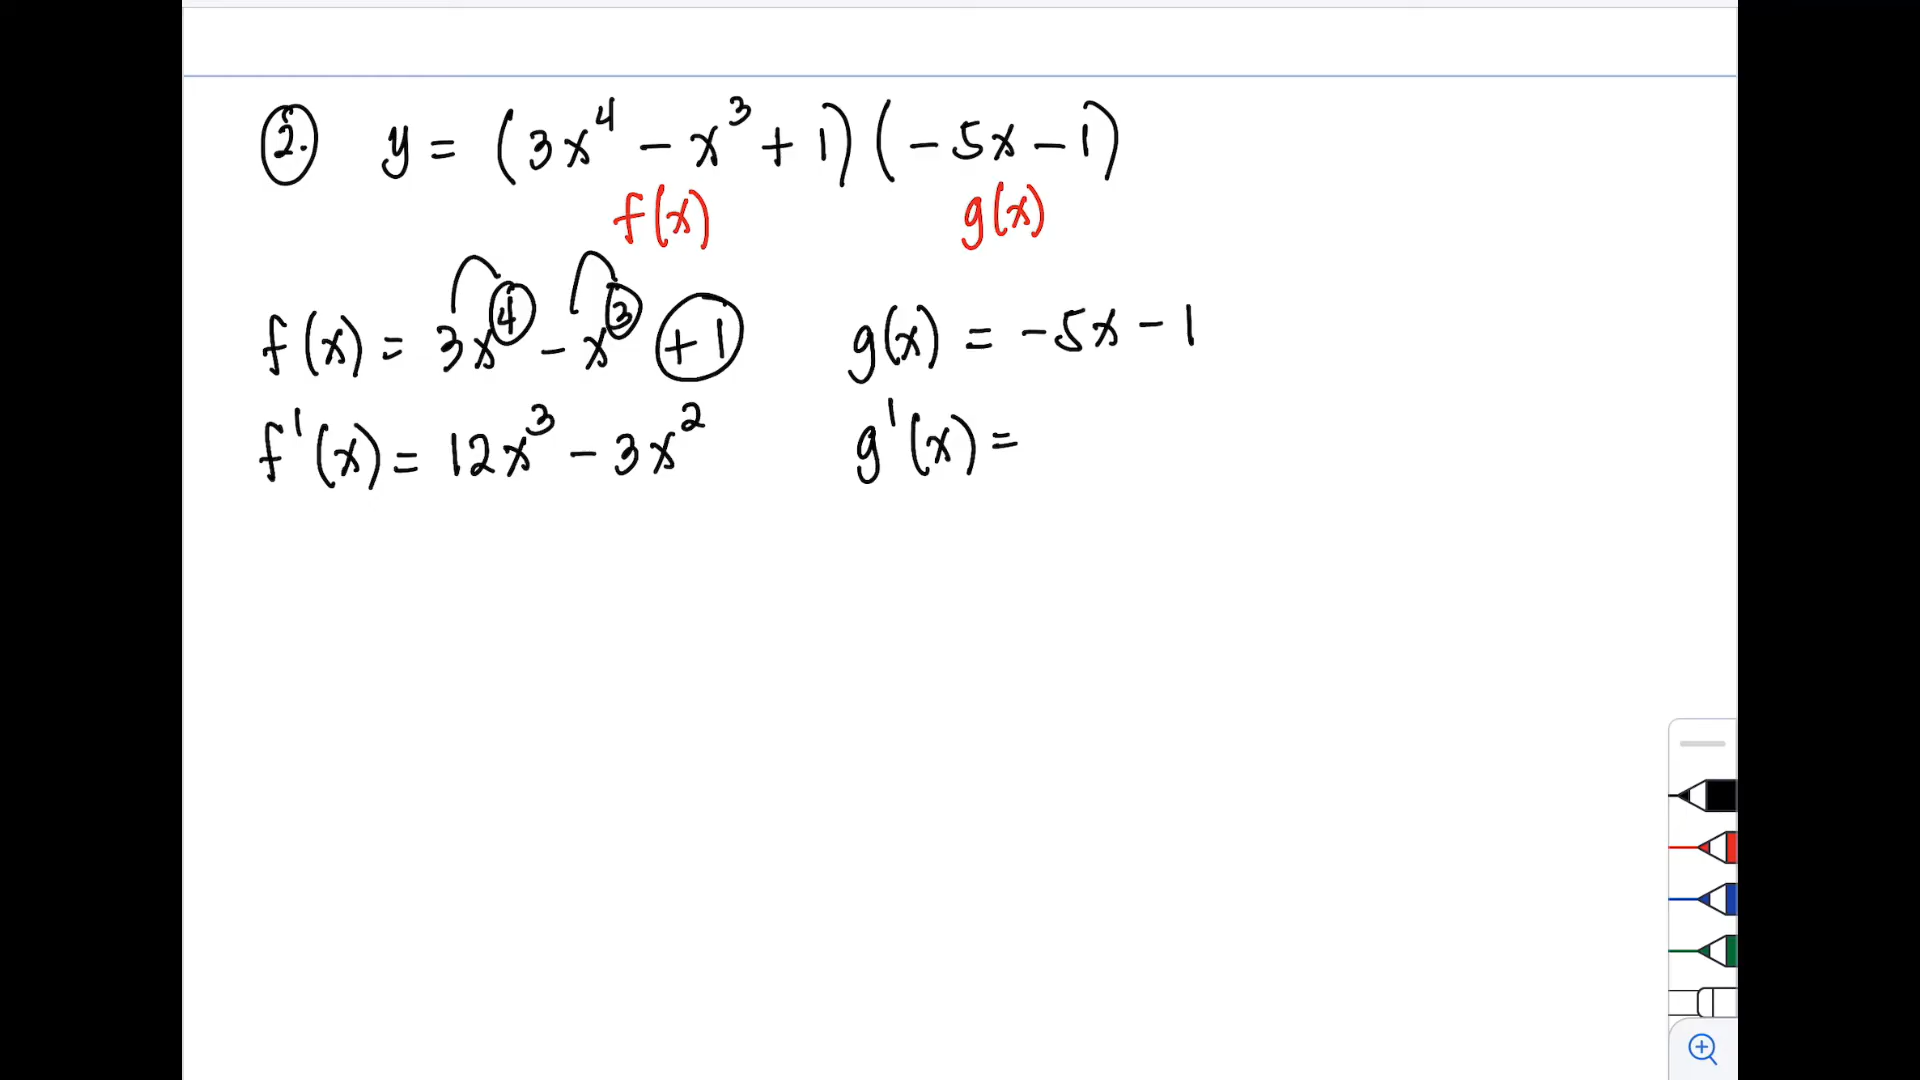 2. y = (3x⁴ - x³ + 1)(-5x - 1)
f(x) g(x)
f(x) = 3x⁴ - x³ + 1 g(x) = -5x - 1
f'(x) = 12x³ - 3x² g'(x) =